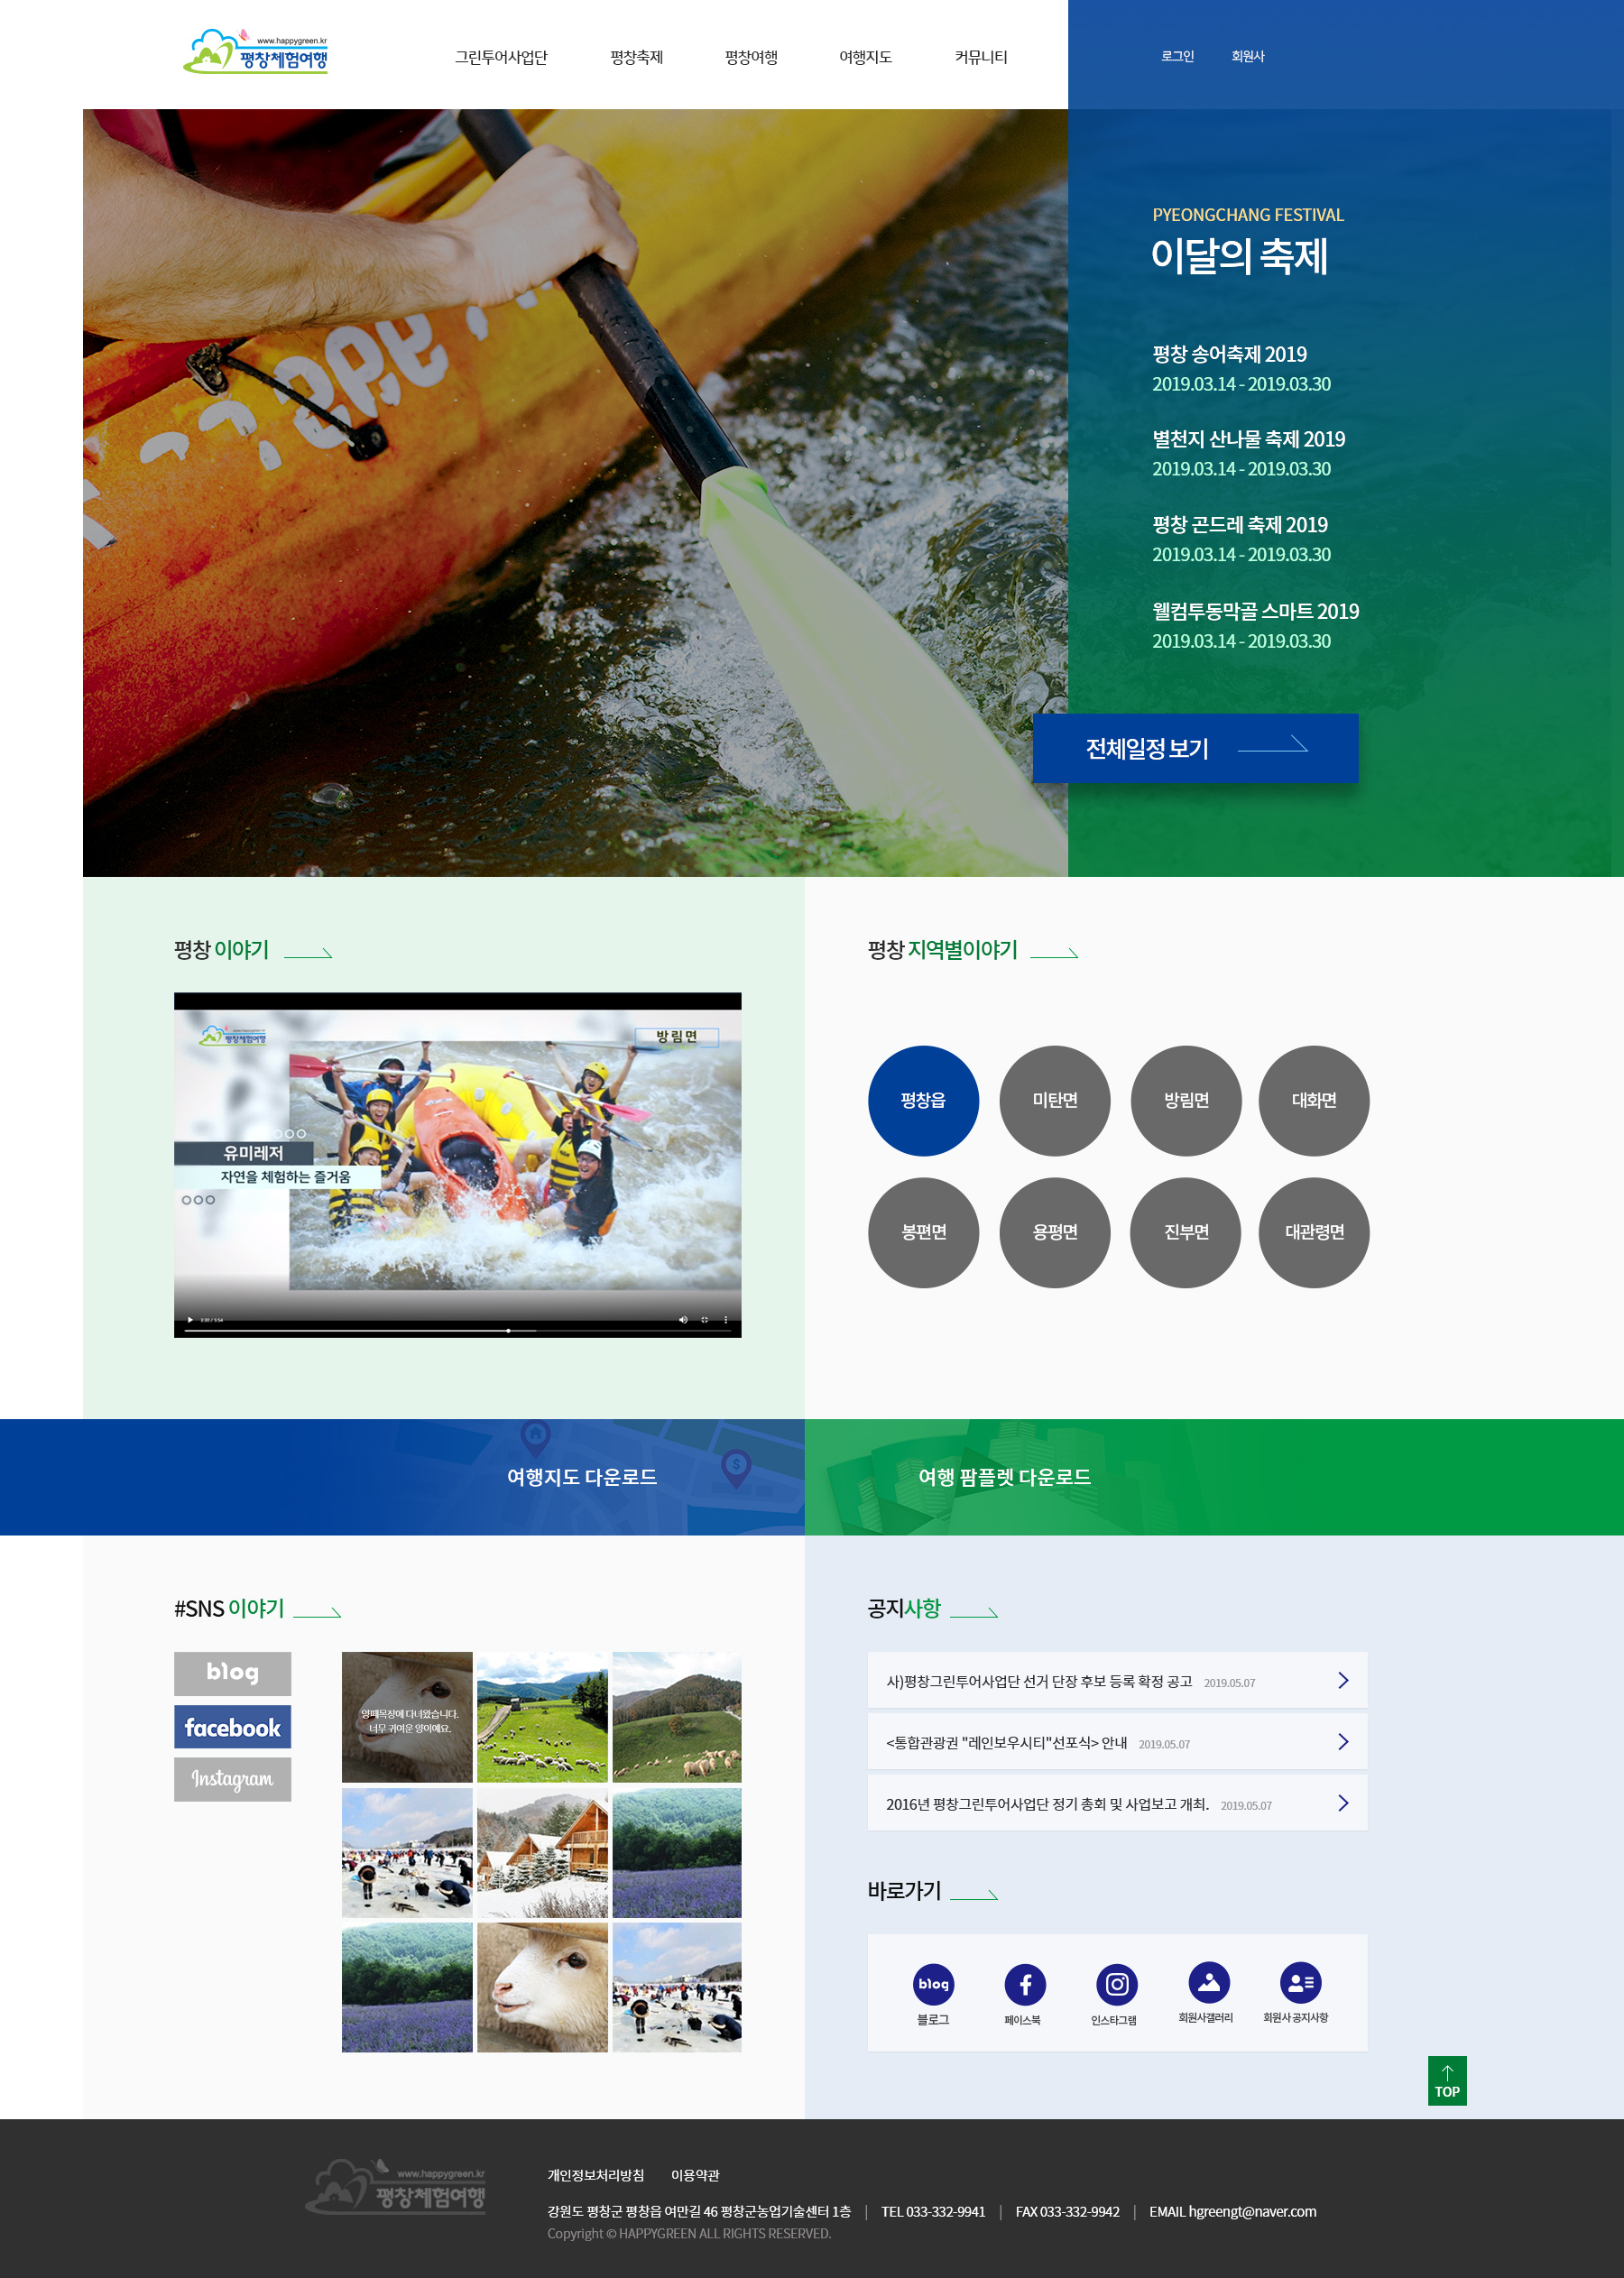 www.happygreen.kr
평창체험여행
그린투어사업단 평창축제 평창여행 여행지도 커뮤니티
로그인 회원사
PYEONGCHANG FESTIVAL
이달의 축제
평창 송어축제 2019
2019.03.14 - 2019.03.30
별천지 산나물 축제 2019
2019.03.14 - 2019.03.30
평창 곤드레 축제 2019
2019.03.14 - 2019.03.30
웰컴투동막골 스마트 2019
2019.03.14 - 2019.03.30
전체일정 보기
평창 이야기
평창체험여행
방림면
유미레저
자연을 체험하는 즐거움
평창 지역별이야기
평창읍 미탄면 방림면 대화면
봉편면 용평면 진부면 대관령면
여행지도 다운로드
여행 팜플렛 다운로드
#SNS 이야기
blog
facebook
Instagram
양떼목장에 다녀왔습니다.
너무 귀여운 양이예요.
공지사항
사)평창그린투어사업단 선거 단장 후보 등록 확정 공고 2019.05.07
<통합관광권 "레인보우시티"선포식> 안내 2019.05.07
2016년 평창그린투어사업단 정기 총회 및 사업보고 개최. 2019.05.07
바로가기
blog
블로그 페이스북 인스타그램 회원사갤러리 회원사 공지사항
TOP
www.happygreen.kr
평창체험여행
개인정보처리방침 이용약관
강원도 평창군 평창읍 여만길 46 평창군농업기술센터 1층 | TEL 033-332-9941 | FAX 033-332-9942 | EMAIL hgreengt@naver.com
Copyright © HAPPYGREEN ALL RIGHTS RESERVED.